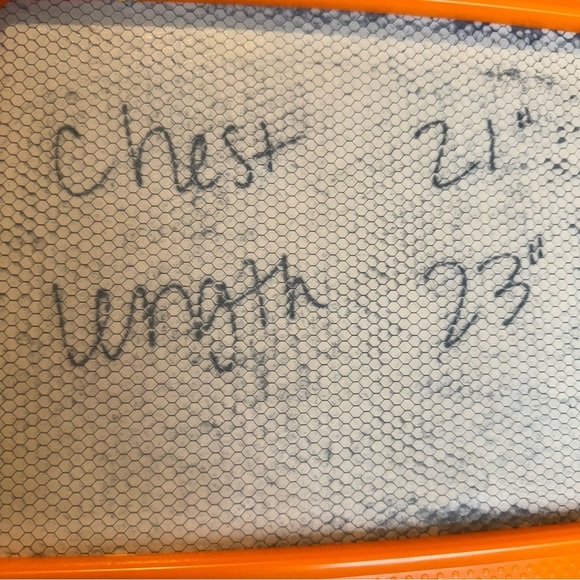 Chest 21"
length 23"